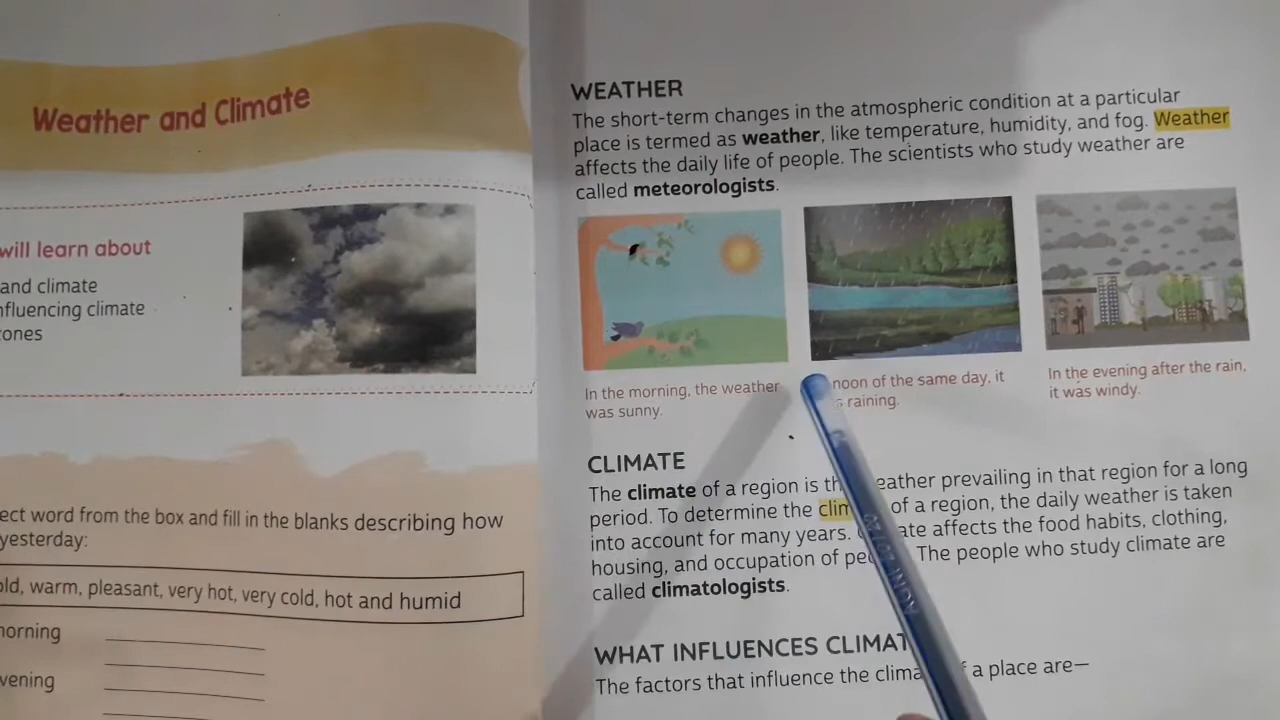 Weather and Climate
will learn about
and climate
nfluencing climate
ones
ect word from the box and fill in the blanks describing how
yesterday:
old, warm, pleasant, very hot, very cold, hot and humid
morning
vening
WEATHER
The short-term changes in the atmospheric condition at a particular
place is termed as weather, like temperature, humidity, and fog. Weather
affects the daily life of people. The scientists who study weather are
called meteorologists.
In the morning, the weather
was sunny.
noon of the same day, it
s raining.
In the evening after the rain,
it was windy.
CLIMATE
The climate of a region is th eather prevailing in that region for a long
period. To determine the clim of a region, the daily weather is taken
into account for many years. ate affects the food habits, clothing,
housing, and occupation of peo The people who study climate are
called climatologists.
WHAT INFLUENCES CLIMAT
The factors that influence the clima f a place are—